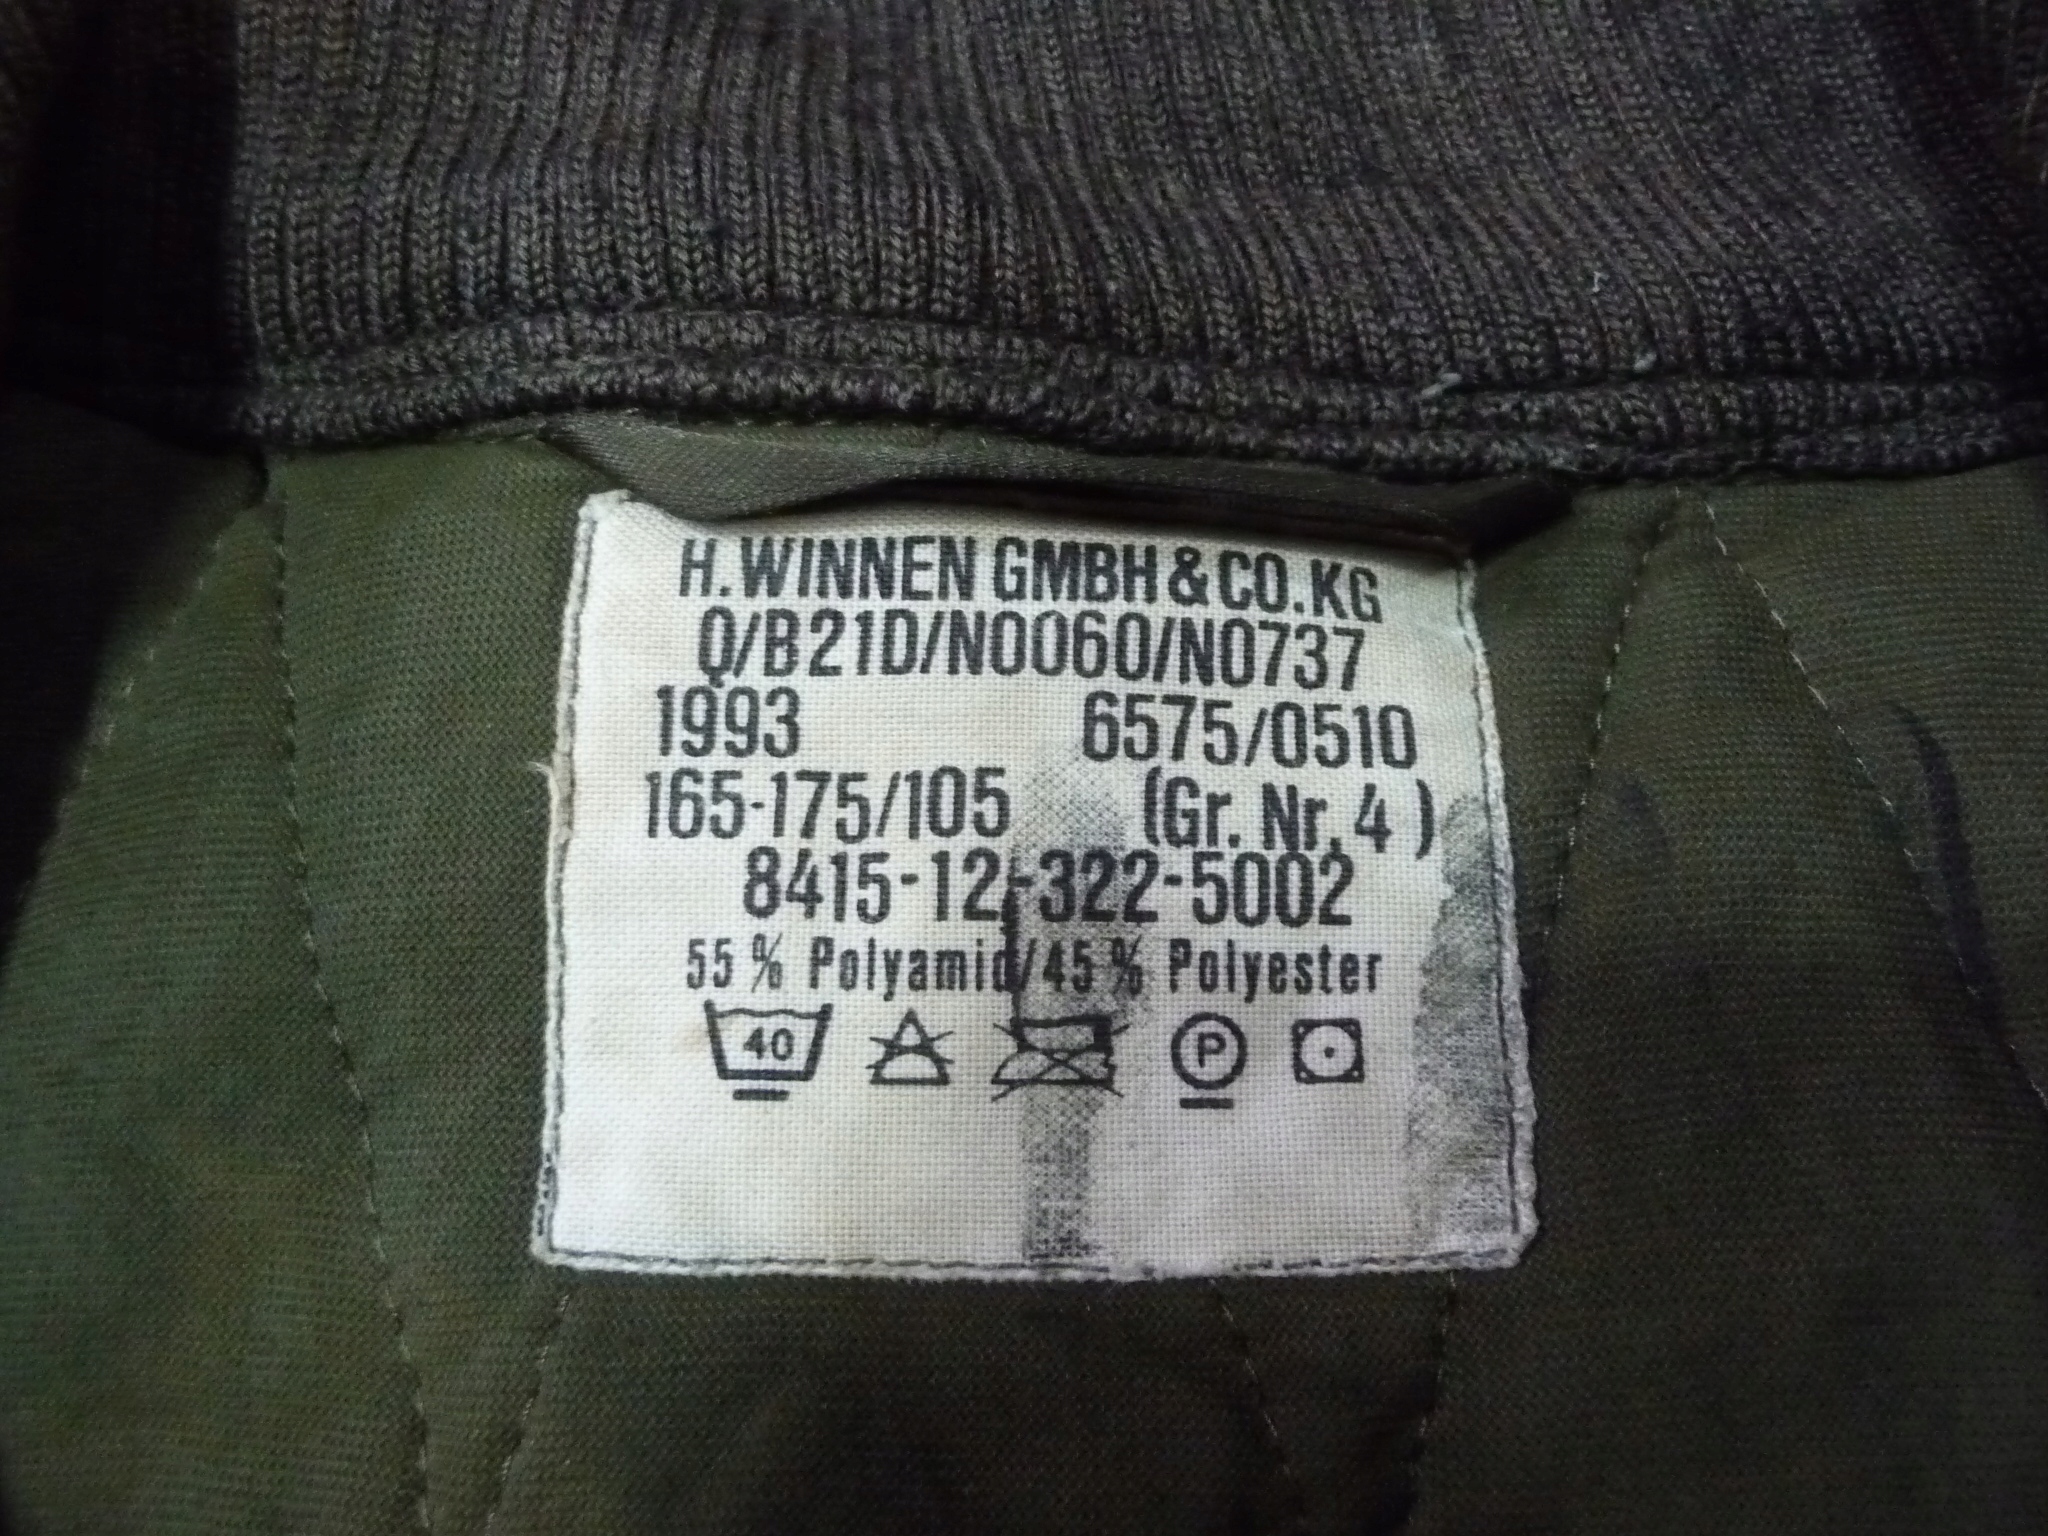 H. WINNEN GMBH & CO. KG
Q/B21D/N0060/N0737
1993 6575/0510
165-175/105 (Gr. Nr. 4 )
8415-12-322-5002
55 % Polyamid/45 % Polyester
40 P